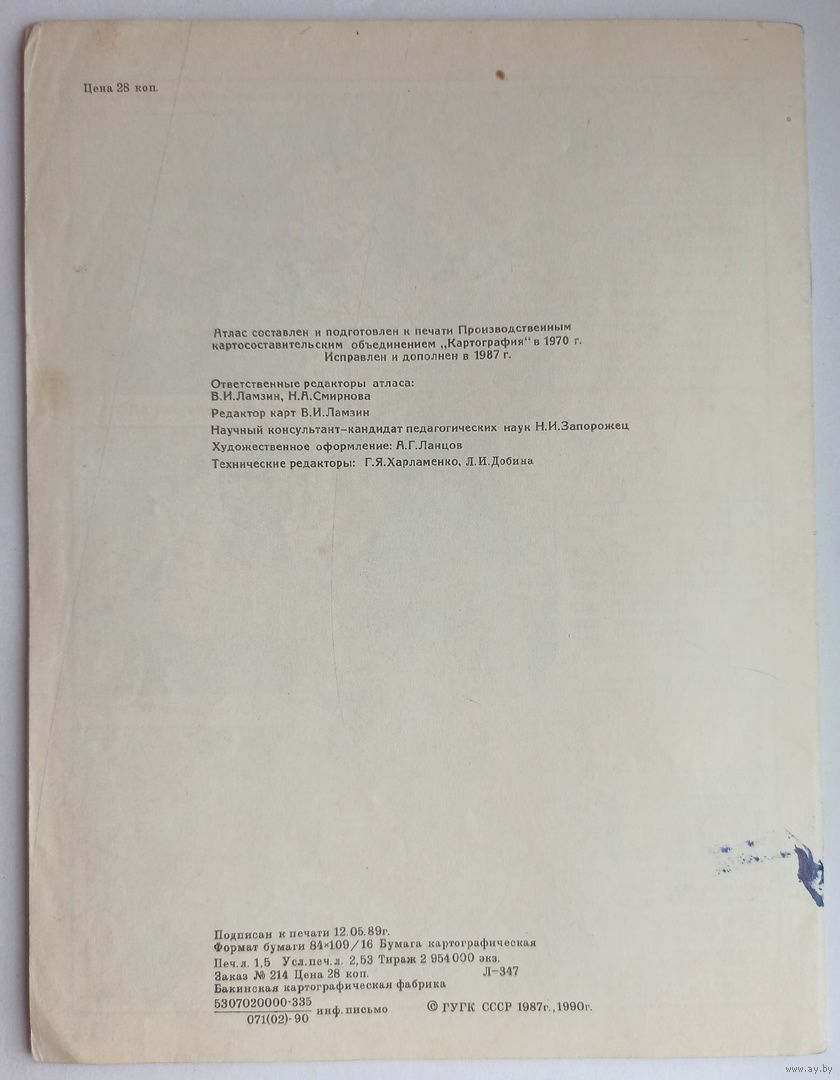 Цена 28 коп.
Атлас составлен и подготовлен к печати Производственным
картосоставительским объединением „Картография" в 1970 г.
Исправлен и дополнен в 1987 г.
Ответственные редакторы атласа:
В.И.Ламзин, Н.А.Смирнова
Редактор карт В.И.Ламзин
Научный консультант-кандидат педагогических наук Н.И.Запорожец
Художественное оформление: А.Г.Ланцов
Технические редакторы: Г.Я.Харламенко, Л.И.Добина
Подписан к печати 12.05.89г.
Формат бумаги 84×109/16 Бумага картографическая
Печ.л. 1,5 Усл.печ.л. 2,53 Тираж 2 954 000 экз.
Заказ № 214 Цена 28 коп. Л-347
Бакинская картографическая фабрика
5307020000-335
071(02)-90
инф. письмо © ГУГК СССР 1987г.,1990г.
www.ay.by